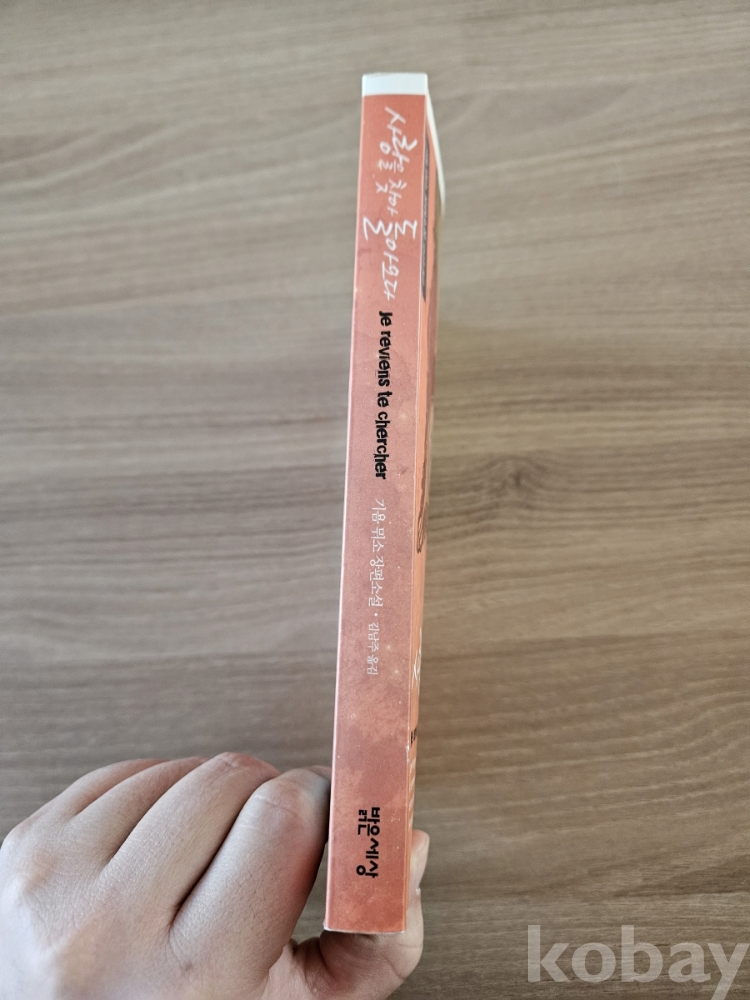 사랑을 찾아 돌아오다
je reviens te chercher
기욤 뮈소 장편소설 • 김남주 옮김
밝은세상
kobay